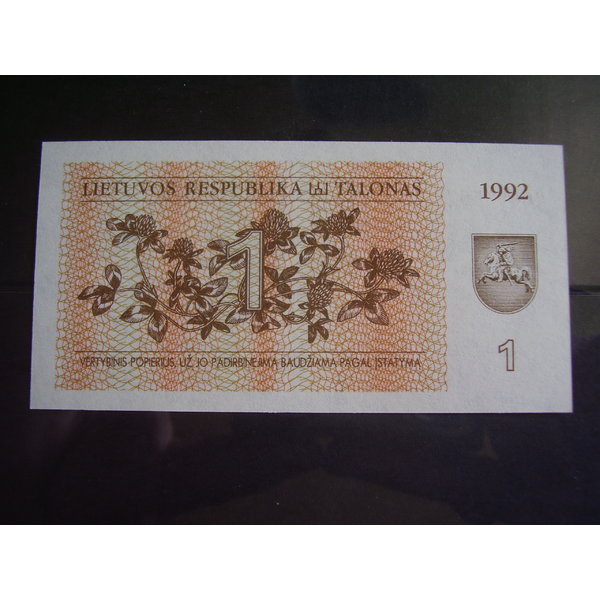 LIETUVOS RESPUBLIKA TALONAS
1992
1
VERTYBINIS POPIERIUS, UŽ JO PADIRBINĖJIMĄ BAUDŽIAMA PAGAL ĮSTATYMĄ
1